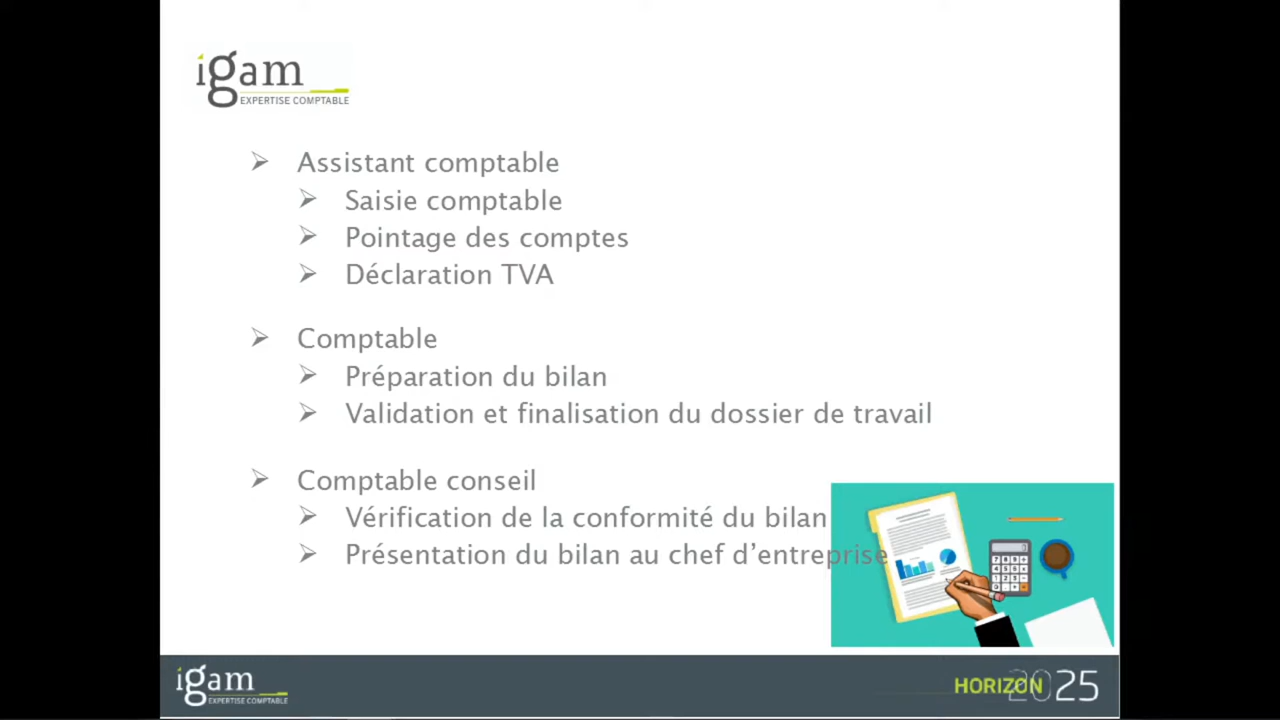 igam
EXPERTISE COMPTABLE
Assistant comptable
Saisie comptable
Pointage des comptes
Déclaration TVA
Comptable
Préparation du bilan
Validation et finalisation du dossier de travail
Comptable conseil
Vérification de la conformité du bilan
Présentation du bilan au chef d’entreprise
igam
EXPERTISE COMPTABLE
HORIZON 2025